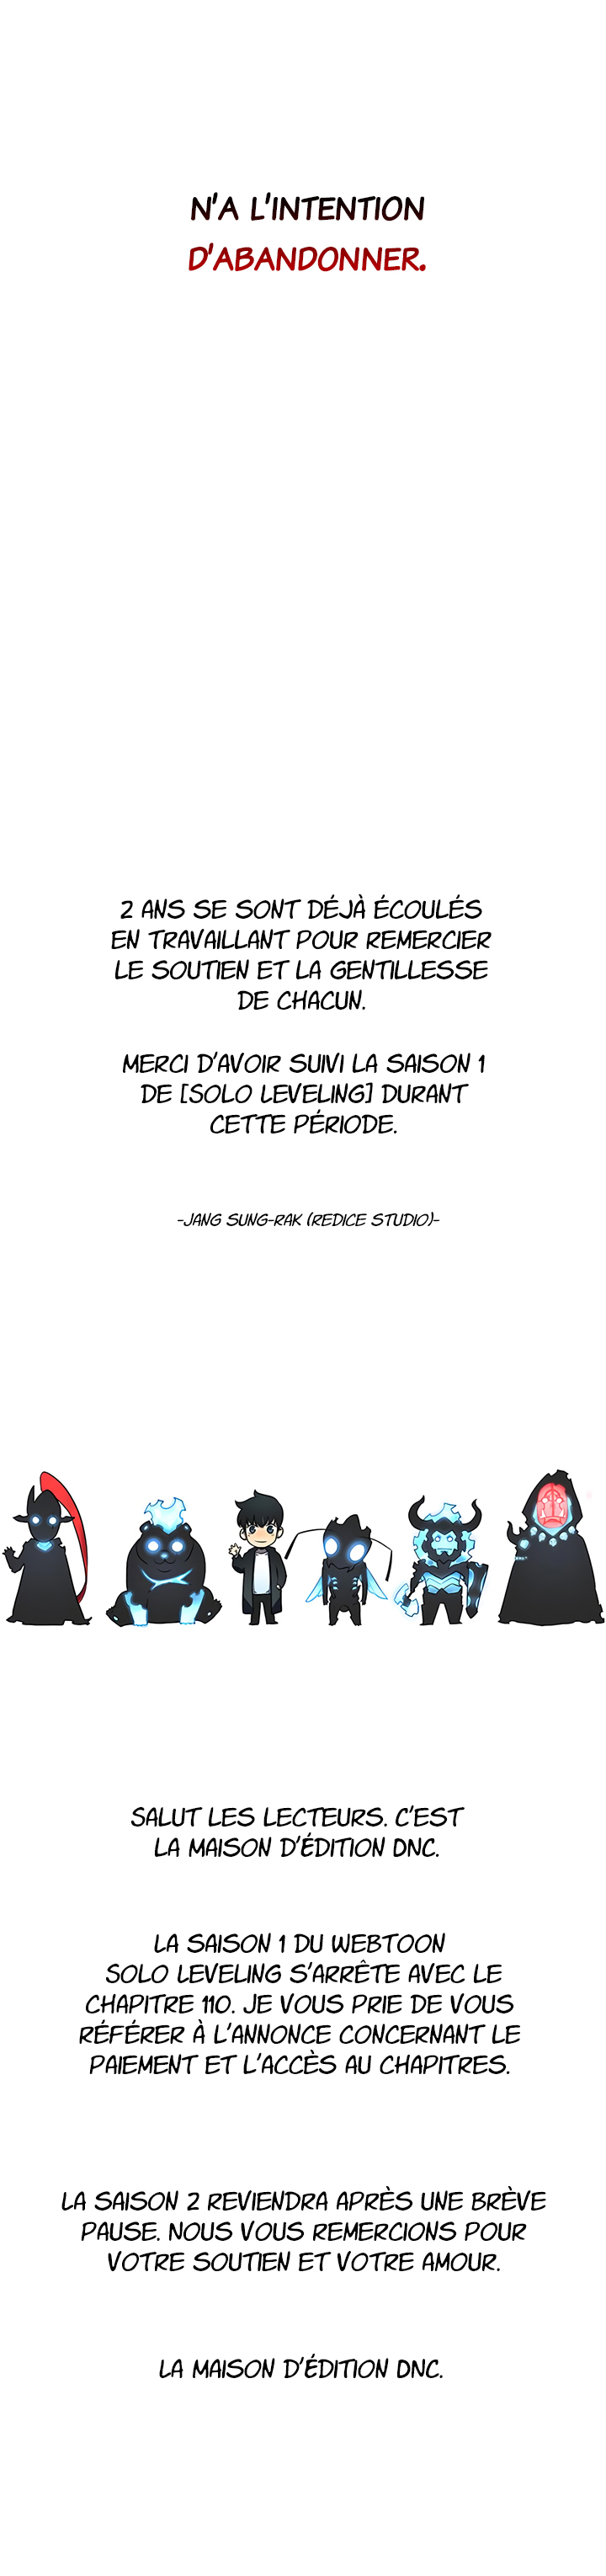 N'A L'INTENTION
D'ABANDONNER.
2 ANS SE SONT DÉJÀ ÉCOULÉS
EN TRAVAILLANT POUR REMERCIER
LE SOUTIEN ET LA GENTILLESSE
DE CHACUN.
MERCI D'AVOIR SUIVI LA SAISON 1
DE [SOLO LEVELING] DURANT
CETTE PÉRIODE.
-JANG SUNG-RAK (REDICE STUDIO)-
SALUT LES LECTEURS. C'EST
LA MAISON D'ÉDITION DNC.
LA SAISON 1 DU WEBTOON
SOLO LEVELING S'ARRÊTE AVEC LE
CHAPITRE 110. JE VOUS PRIE DE VOUS
RÉFÉRER À L'ANNONCE CONCERNANT LE
PAIEMENT ET L'ACCÈS AU CHAPITRES.
LA SAISON 2 REVIENDRA APRÈS UNE BRÈVE
PAUSE. NOUS VOUS REMERCIONS POUR
VOTRE SOUTIEN ET VOTRE AMOUR.
LA MAISON D'ÉDITION DNC.